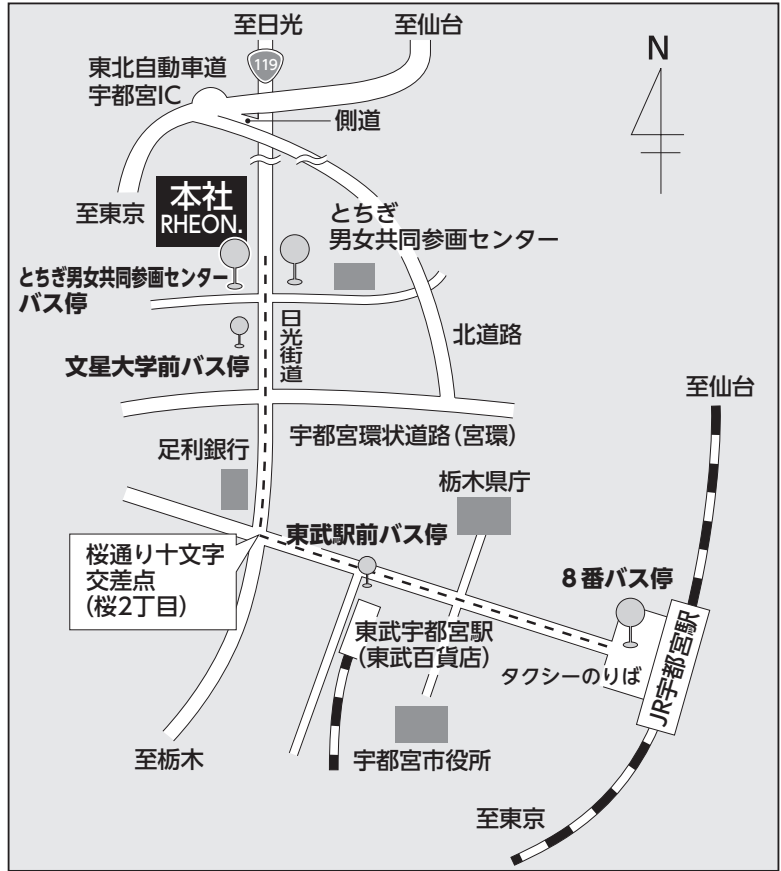 至日光
至仙台
119
東北自動車道
宇都宮IC
側道
N
至東京
本社
RHEON.
とちぎ
男女共同参画センター
とちぎ男女共同参画センター
バス停
日光街道
北道路
文星大学前バス停
至仙台
宇都宮環状道路(宮環)
足利銀行
栃木県庁
東武駅前バス停
桜通り十文字
交差点
(桜2丁目)
8番バス停
東武宇都宮駅
(東武百貨店)
タクシーのりば
JR宇都宮駅
至栃木
宇都宮市役所
至東京